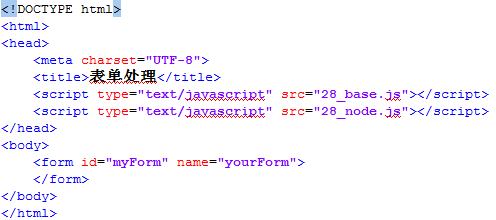 <!DOCTYPE html>
<html>
<head>
    <meta charset="UTF-8">
    <title>表单处理</title>
    <script type="text/javascript" src="28_base.js"></script>
    <script type="text/javascript" src="28_node.js"></script>
</head>
<body>
    <form id="myForm" name="yourForm">
    </form>
</body>
</html>